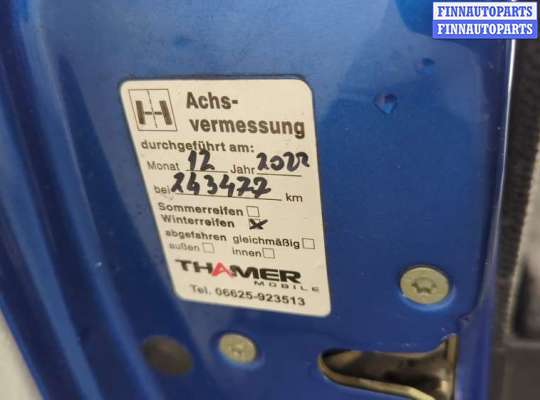 FINNAUTOPARTS
FINNAUTOPARTS
Achs-
vermessung
durchgeführt am:
Monat 12 Jahr 2022
bei 243477 km
Sommerreifen
Winterreifen x
abgefahren gleichmäßig
außen innen
THAMER
MOBILE
Tel. 06625-923513